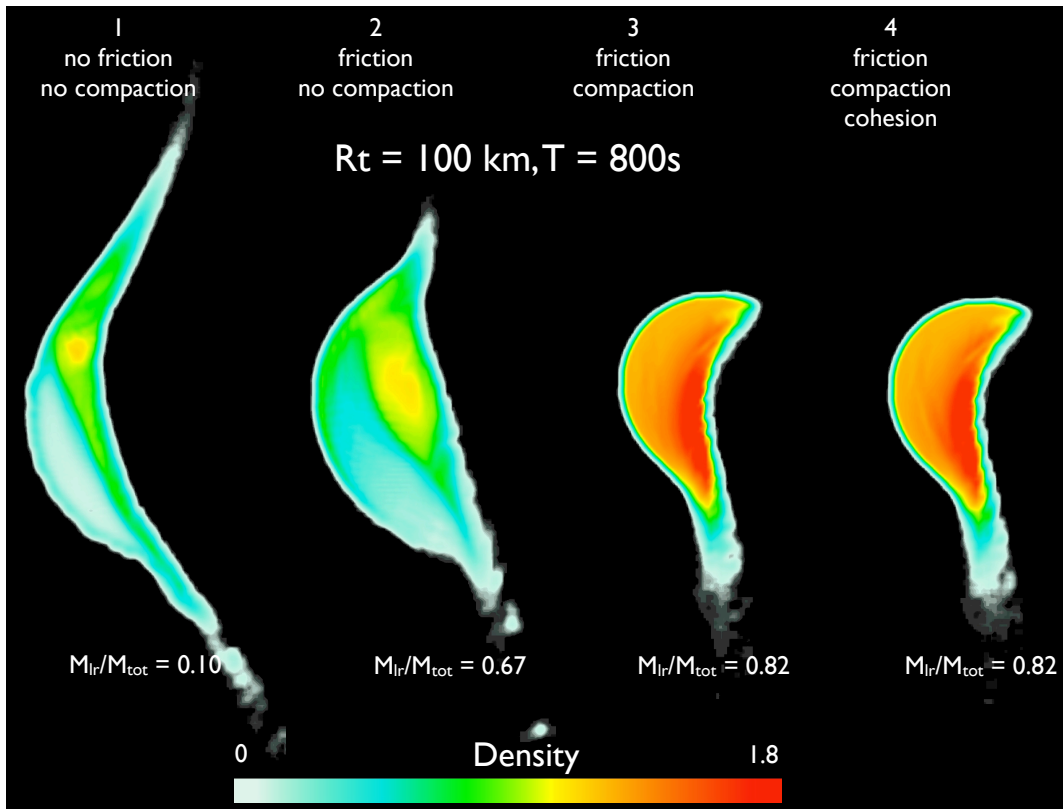 1
no friction
no compaction
2
friction
no compaction
3
friction
compaction
4
friction
compaction
cohesion
Rt = 100 km, T = 800s
Mlr/Mtot = 0.10
Mlr/Mtot = 0.67
Mlr/Mtot = 0.82
Mlr/Mtot = 0.82
0 Density 1.8